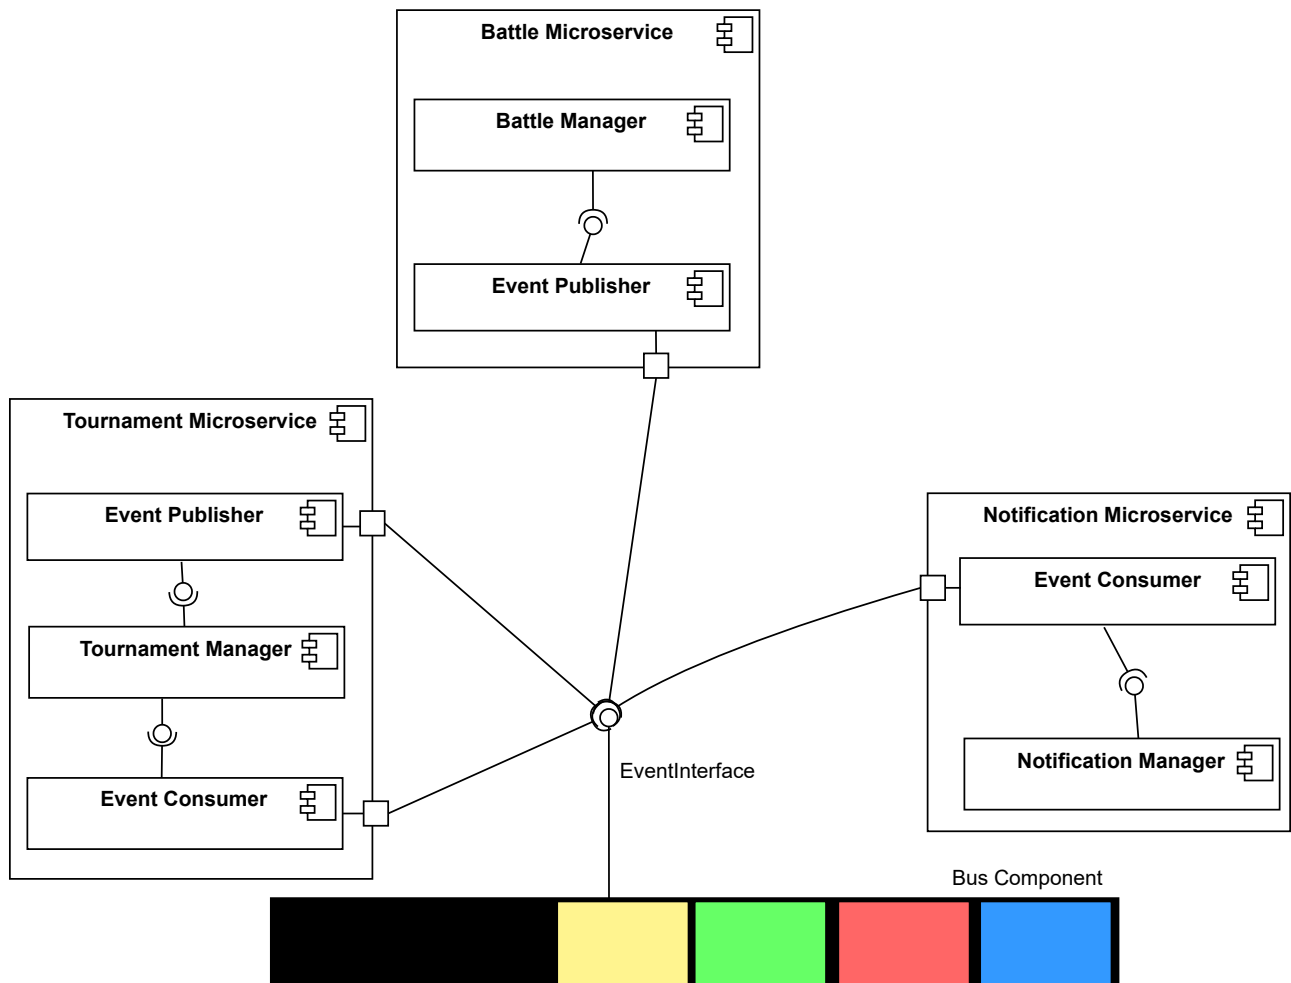 Battle Microservice
Battle Manager
Event Publisher
Tournament Microservice
Event Publisher
Tournament Manager
Event Consumer
Notification Microservice
Event Consumer
Notification Manager
EventInterface
Bus Component